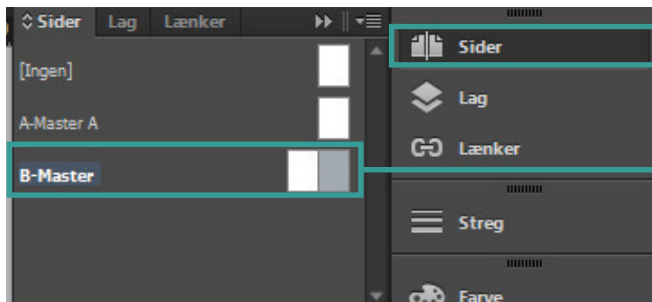 Sider Lag Lænker
[Ingen]
A-Master A
B-Master
Sider
Lag
Lænker
Streg
Farve